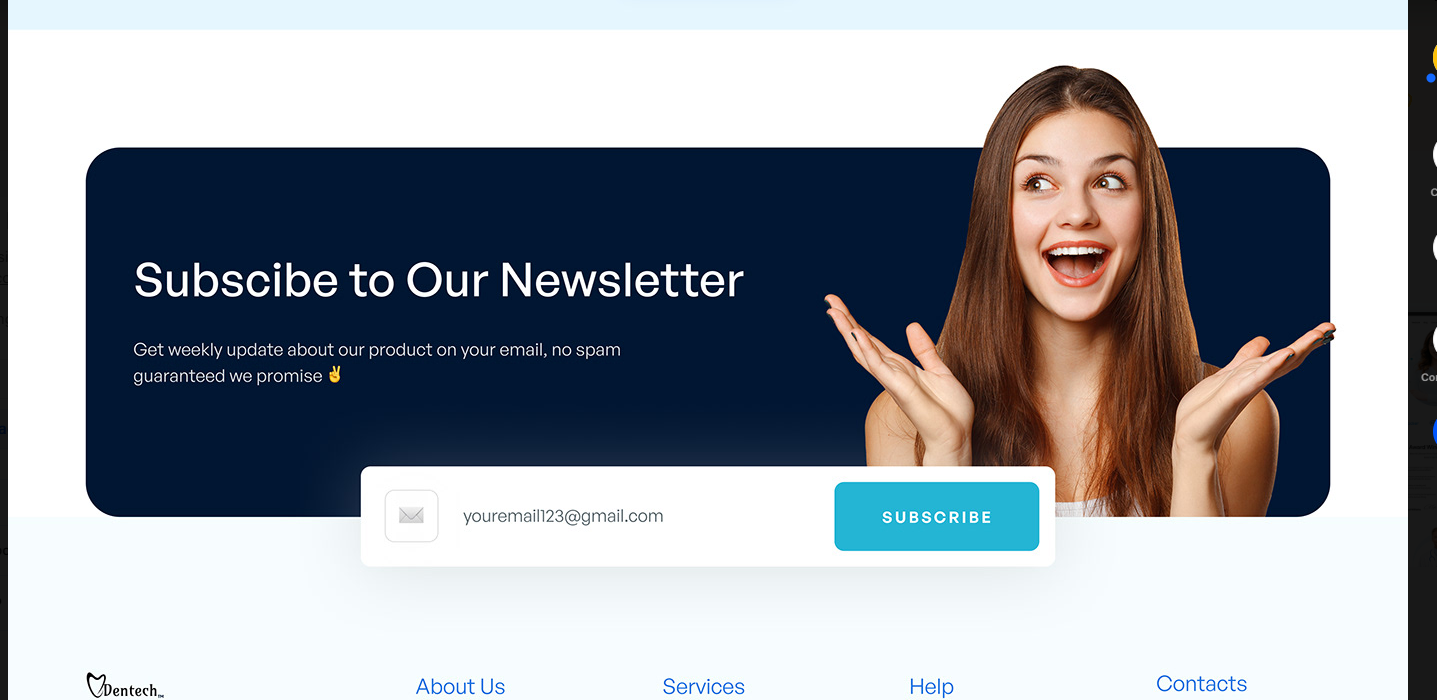 Subscibe to Our Newsletter
Get weekly update about our product on your email, no spam
guaranteed we promise ✌️
youremail123@gmail.com
SUBSCRIBE
Dentech™
About Us
Services
Help
Contacts